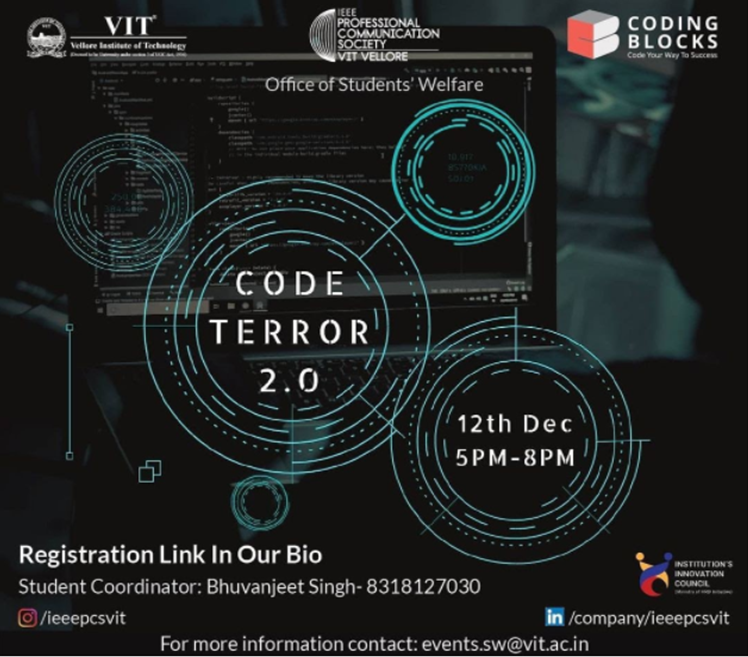 VIT
Vellore Institute of Technology
IEEE
PROFESSIONAL
COMMUNICATION
SOCIETY
VIT VELLORE
CODING
BLOCKS
Code Your Way To Success
Office of Students' Welfare
CODE
TERROR
2.0
12th Dec
5PM-8PM
Registration Link In Our Bio
Student Coordinator: Bhuvanjeet Singh- 8318127030
INSTITUTION'S
INNOVATION
COUNCIL
/ieeepcsvit
/company/ieeepcsvit
For more information contact: events.sw@vit.ac.in